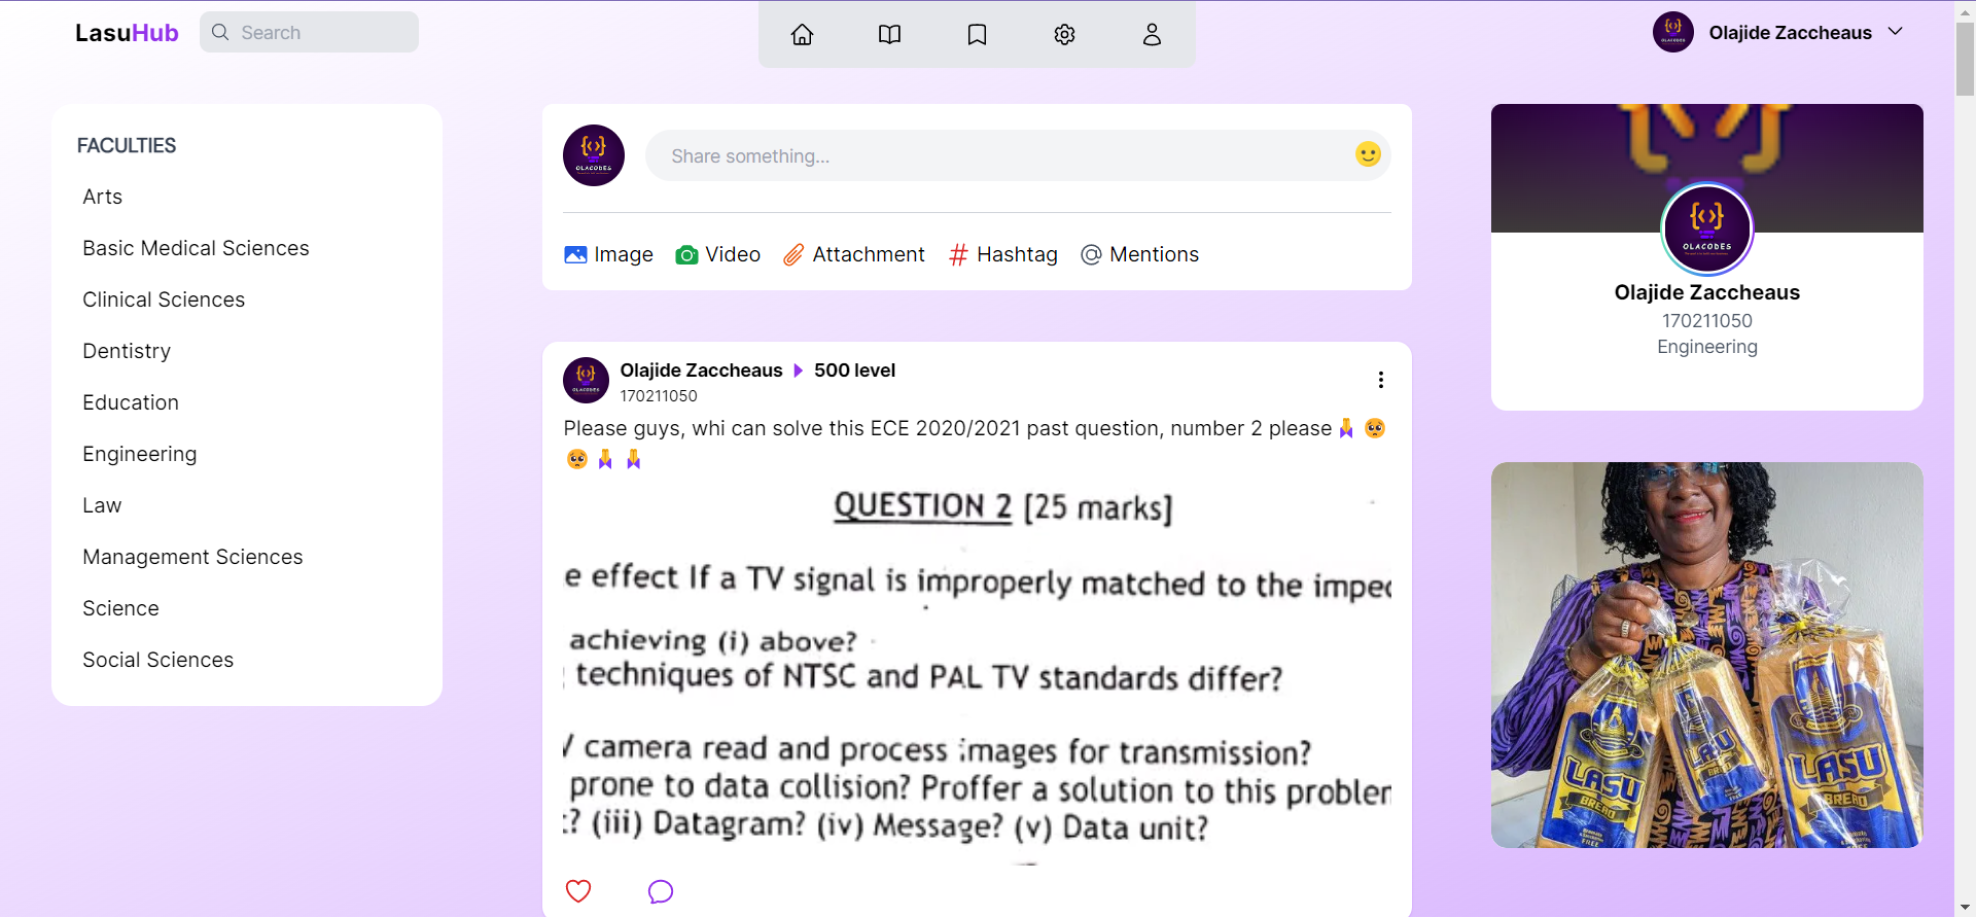 LasuHub
Search
Olajide Zaccheaus
FACULTIES
Arts
Basic Medical Sciences
Clinical Sciences
Dentistry
Education
Engineering
Law
Management Sciences
Science
Social Sciences
OLACODES
Share something...
Image Video Attachment # Hashtag @ Mentions
Olajide Zaccheaus 500 level
170211050
Please guys, whi can solve this ECE 2020/2021 past question, number 2 please🙏 🥺
🥺 🙏 🙏
QUESTION 2 [25 marks]
e effect If a TV signal is improperly matched to the impe
achieving (i) above?
techniques of NTSC and PAL TV standards differ?
camera read and process images for transmission?
prone to data collision? Proffer a solution to this problem
? (iii) Datagram? (iv) Message? (v) Data unit?
OLACODES
Olajide Zaccheaus
170211050
Engineering
LASU
BREAD
LASU
BREAD
LASU
BREAD